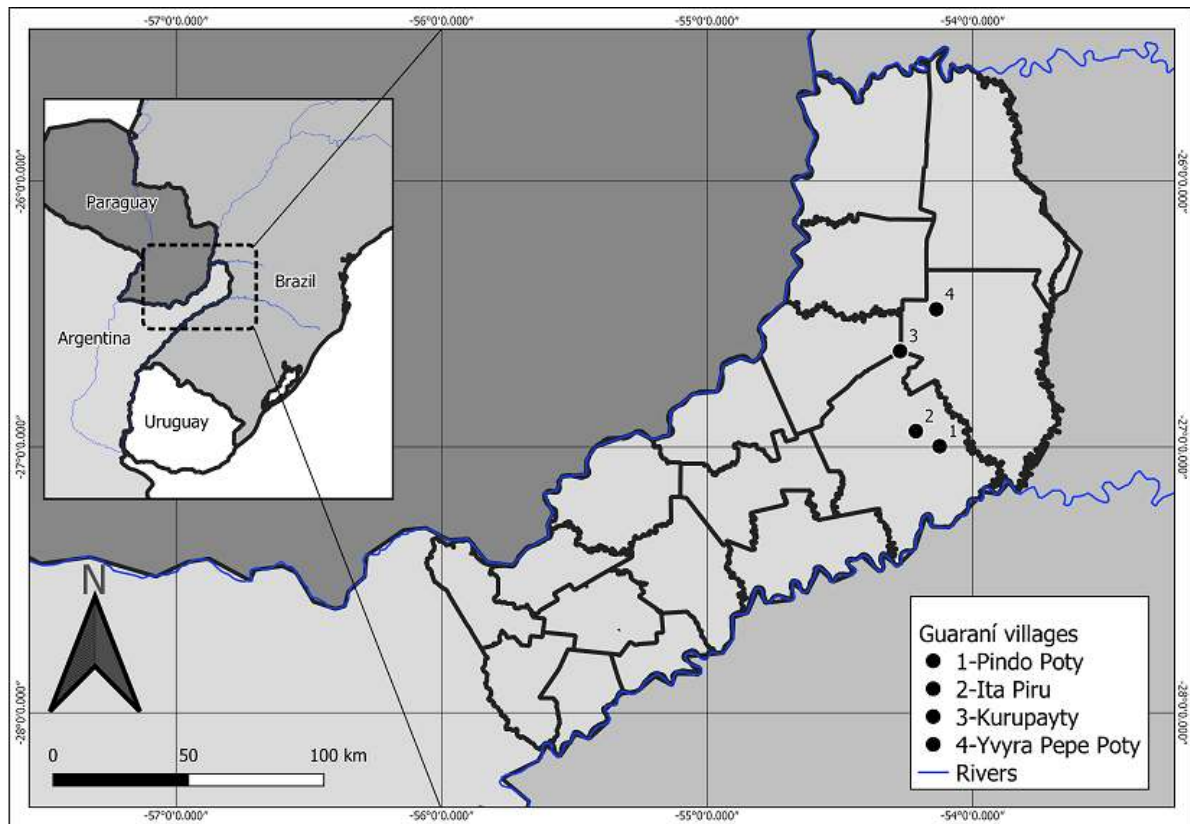 -57°0'0.000"
-56°0'0.000"
-55°0'0.000"
-54°0'0.000"
-26°0'0.000"
-26°0'0.000"
Paraguay
Brazil
Argentina
Uruguay
4
3
2
1
-27°0'0.000"
-27°0'0.000"
N
Guaraní villages
1-Pindo Poty
2-Ita Piru
3-Kurupayty
4-Yvyra Pepe Poty
Rivers
-28°0'0.000"
-28°0'0.000"
0 50 100 km
-57°0'0.000"
-56°0'0.000"
-55°0'0.000"
-54°0'0.000"